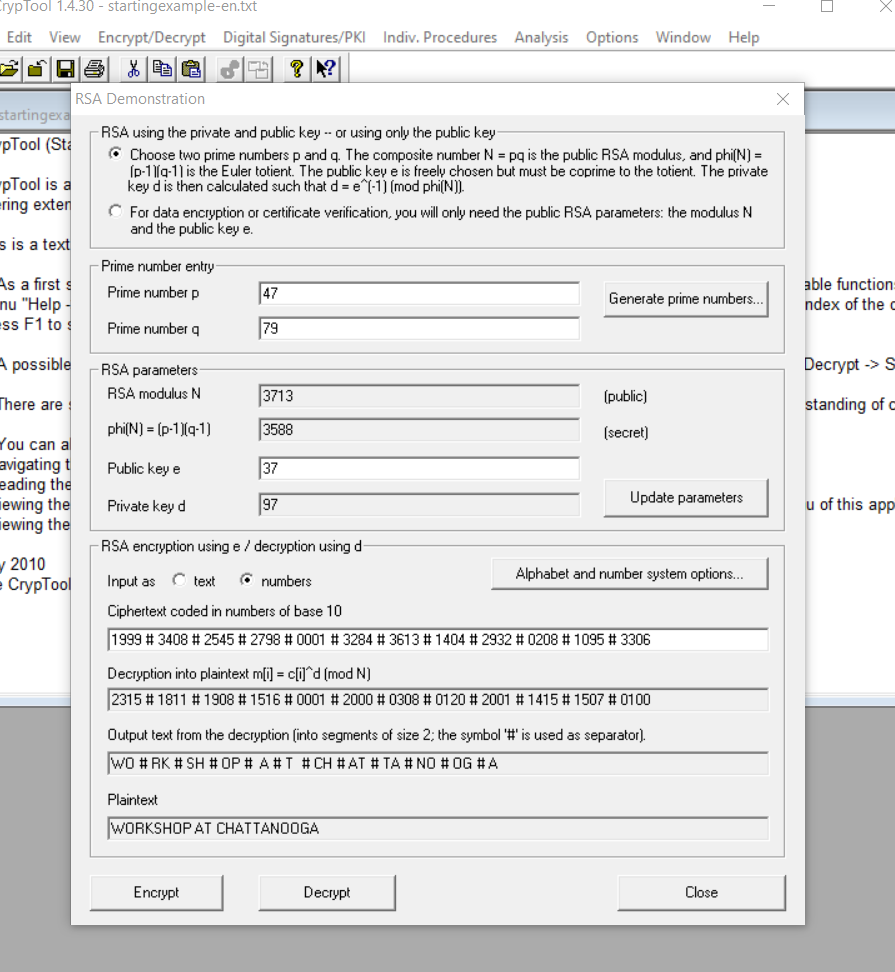 CrypTool 1.4.30 - startingexample-en.txt
Edit View Encrypt/Decrypt Digital Signatures/PKI Indiv. Procedures Analysis Options Window Help
RSA Demonstration
startingexa
RSA using the private and public key -- or using only the public key
Choose two prime numbers p and q. The composite number N = pq is the public RSA modulus, and phi(N) =
(p-1)(q-1) is the Euler totient. The public key e is freely chosen but must be coprime to the totient. The private
key d is then calculated such that d = e^(-1) (mod phi(N)).
For data encryption or certificate verification, you will only need the public RSA parameters: the modulus N
and the public key e.
Prime number entry
Prime number p 47 Generate prime numbers...
Prime number q 79
RSA parameters
RSA modulus N 3713 (public)
phi(N) = (p-1)(q-1) 3588 (secret)
Public key e 37
Private key d 97 Update parameters
RSA encryption using e / decryption using d
Input as text numbers Alphabet and number system options...
Ciphertext coded in numbers of base 10
1999 # 3408 # 2545 # 2798 # 0001 # 3284 # 3613 # 1404 # 2932 # 0208 # 1095 # 3306
Decryption into plaintext m[i] = c[i]^d (mod N)
2315 # 1811 # 1908 # 1516 # 0001 # 2000 # 0308 # 0120 # 2001 # 1415 # 1507 # 0100
Output text from the decryption (into segments of size 2; the symbol '#' is used as separator).
WO # RK # SH # OP #  A # T  # CH # AT # TA # NO # OG # A
Plaintext
WORKSHOP AT CHATTANOOGA
Encrypt Decrypt Close
ypTool (Sta
ypTool is a
ering exten
s is a text
As a first s able function
nu "Help - ndex of the c
ess F1 to s
A possible Decrypt -> S
There are s standing of c
You can al
avigating t
eading the
iewing the u of this app
iewing the
y 2010
e CrypTool